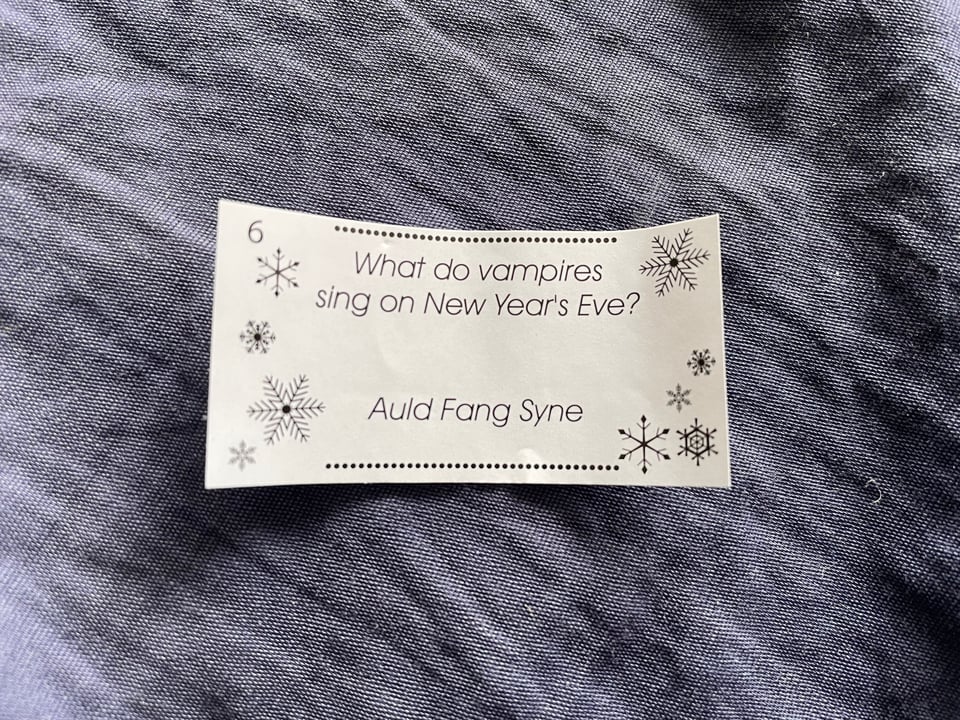 6
What do vampires
sing on New Year's Eve?
Auld Fang Syne